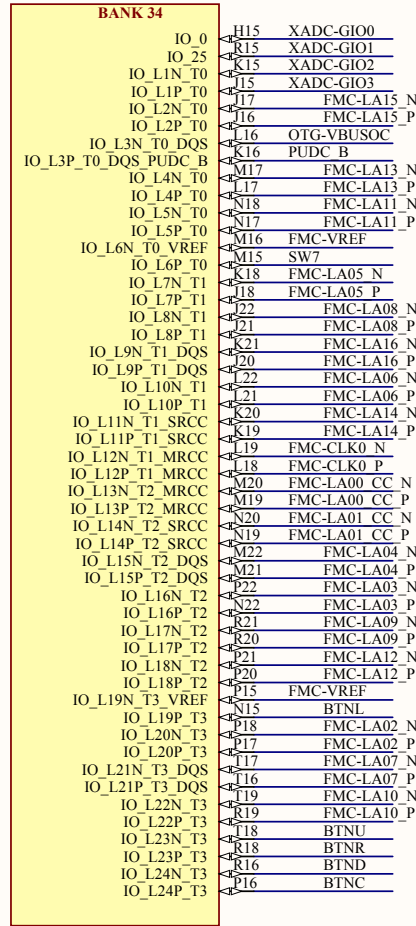 BANK 34
IO_0 H15 XADC-GIO0
IO_25 R15 XADC-GIO1
IO_L1N_T0 K15 XADC-GIO2
IO_L1P_T0 J15 XADC-GIO3
IO_L2N_T0 J17 FMC-LA15_N
IO_L2P_T0 J16 FMC-LA15_P
IO_L3N_T0_DQS L16 OTG-VBUSOC
IO_L3P_T0_DQS_PUDC_B K16 PUDC_B
IO_L4N_T0 M17 FMC-LA13_N
IO_L4P_T0 L17 FMC-LA13_P
IO_L5N_T0 N18 FMC-LA11_N
IO_L5P_T0 N17 FMC-LA11_P
IO_L6N_T0_VREF M16 FMC-VREF
IO_L6P_T0 M15 SW7
IO_L7N_T1 K18 FMC-LA05_N
IO_L7P_T1 J18 FMC-LA05_P
IO_L8N_T1 J22 FMC-LA08_N
IO_L8P_T1 J21 FMC-LA08_P
IO_L9N_T1_DQS K21 FMC-LA16_N
IO_L9P_T1_DQS J20 FMC-LA16_P
IO_L10N_T1 L22 FMC-LA06_N
IO_L10P_T1 L21 FMC-LA06_P
IO_L11N_T1_SRCC K20 FMC-LA14_N
IO_L11P_T1_SRCC K19 FMC-LA14_P
IO_L12N_T1_MRCC L19 FMC-CLK0_N
IO_L12P_T1_MRCC L18 FMC-CLK0_P
IO_L13N_T2_MRCC M20 FMC-LA00_CC_N
IO_L13P_T2_MRCC M19 FMC-LA00_CC_P
IO_L14N_T2_SRCC N20 FMC-LA01_CC_N
IO_L14P_T2_SRCC N19 FMC-LA01_CC_P
IO_L15N_T2_DQS M22 FMC-LA04_N
IO_L15P_T2_DQS M21 FMC-LA04_P
IO_L16N_T2 P22 FMC-LA03_N
IO_L16P_T2 N22 FMC-LA03_P
IO_L17N_T2 R21 FMC-LA09_N
IO_L17P_T2 R20 FMC-LA09_P
IO_L18N_T2 P21 FMC-LA12_N
IO_L18P_T2 P20 FMC-LA12_P
IO_L19N_T3_VREF P15 FMC-VREF
IO_L19P_T3 N15 BTNL
IO_L20N_T3 P18 FMC-LA02_N
IO_L20P_T3 P17 FMC-LA02_P
IO_L21N_T3_DQS T17 FMC-LA07_N
IO_L21P_T3_DQS T16 FMC-LA07_P
IO_L22N_T3 T19 FMC-LA10_N
IO_L22P_T3 R19 FMC-LA10_P
IO_L23N_T3 T18 BTNU
IO_L23P_T3 R18 BTNR
IO_L24N_T3 R16 BTND
IO_L24P_T3 P16 BTNC